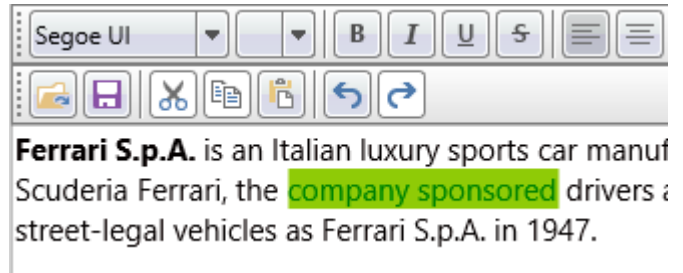 Segoe UI
B I U S
Ferrari S.p.A. is an Italian luxury sports car manuf
Scuderia Ferrari, the company sponsored drivers a
street-legal vehicles as Ferrari S.p.A. in 1947.